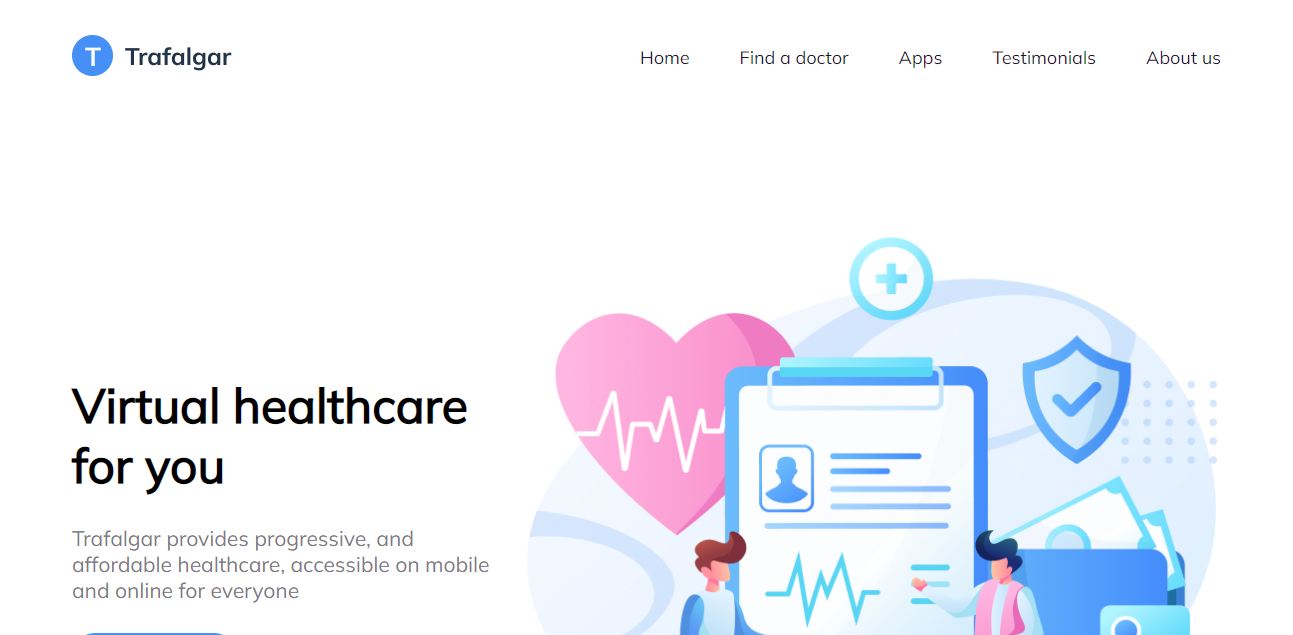 T Trafalgar
Home Find a doctor Apps Testimonials About us
Virtual healthcare
for you
Trafalgar provides progressive, and
affordable healthcare, accessible on mobile
and online for everyone